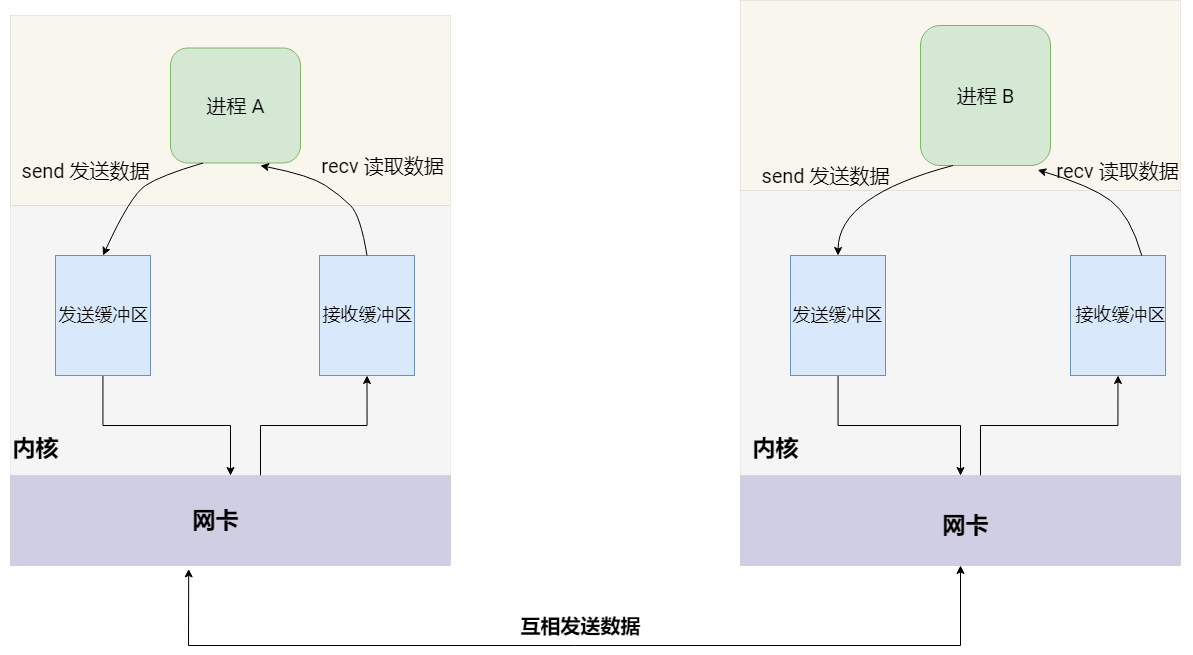 进程 A
send 发送数据
recv 读取数据
发送缓冲区
接收缓冲区
内核
网卡
进程 B
send 发送数据
recv 读取数据
发送缓冲区
接收缓冲区
内核
网卡
互相发送数据